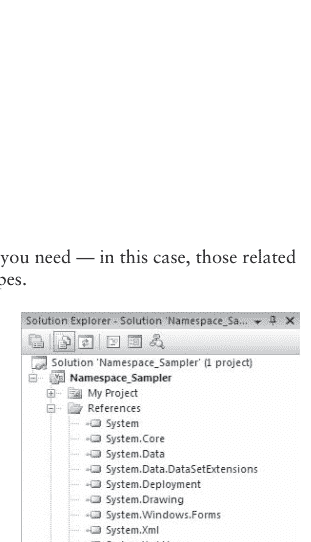 you need — in this case, those related
pes.
Solution Explorer - Solution 'Namespace_Sa...
Solution 'Namespace_Sampler' (1 project)
Namespace_Sampler
My Project
References
System
System.Core
System.Data
System.Data.DataSetExtensions
System.Deployment
System.Drawing
System.Windows.Forms
System.Xml